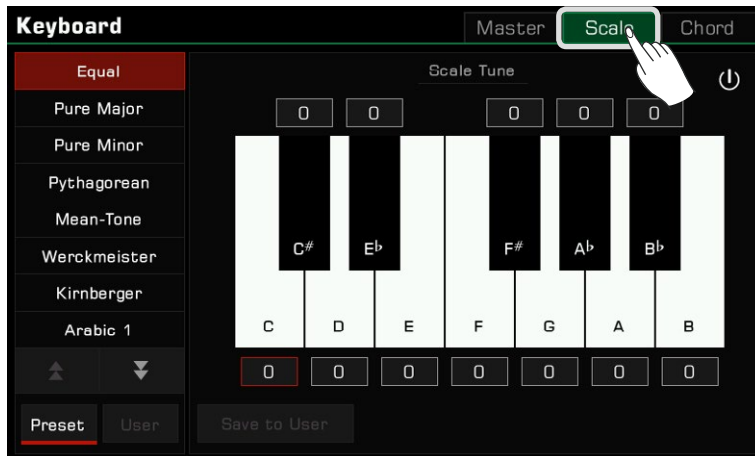 Keyboard
Master Scale Chord
Equal
Pure Major
Pure Minor
Pythagorean
Mean-Tone
Werckmeister
Kirnberger
Arabic 1
Preset User
Scale Tune
0 0 0 0 0
C# E♭ F# A♭ B♭
C D E F G A B
0 0 0 0 0 0 0
Save to User